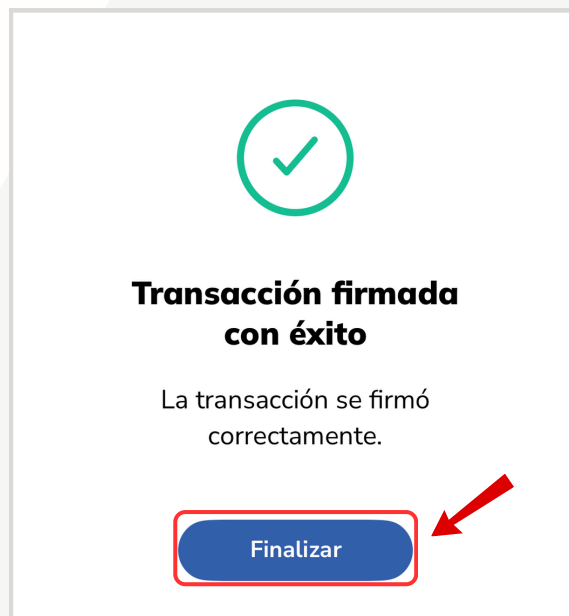 Transacción firmada
con éxito
La transacción se firmó
correctamente.
Finalizar